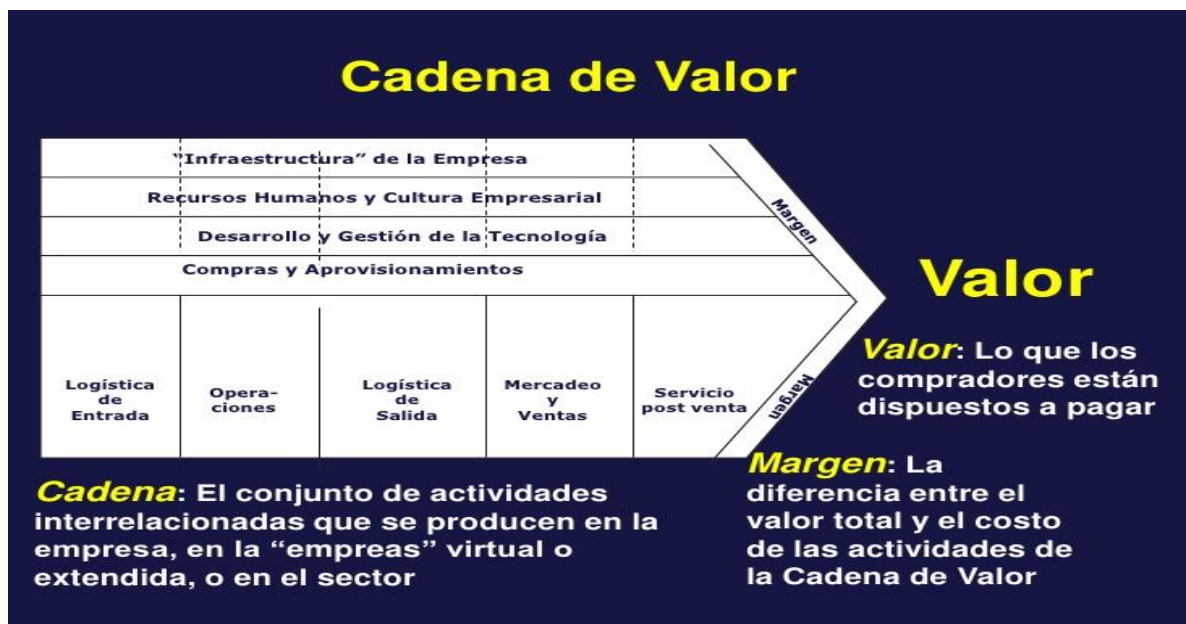 Cadena de Valor
"Infraestructura" de la Empresa
Recursos Humanos y Cultura Empresarial
Desarrollo y Gestión de la Tecnología
Compras y Aprovisionamientos
Margen
Logística
de
Entrada
Opera-
ciones
Logística
de
Salida
Mercadeo
y
Ventas
Servicio
post venta
Margen
Valor
Valor: Lo que los
compradores están
dispuestos a pagar
Cadena: El conjunto de actividades
interrelacionadas que se producen en la
empresa, en la “empreas” virtual o
extendida, o en el sector
Margen: La
diferencia entre el
valor total y el costo
de las actividades de
la Cadena de Valor